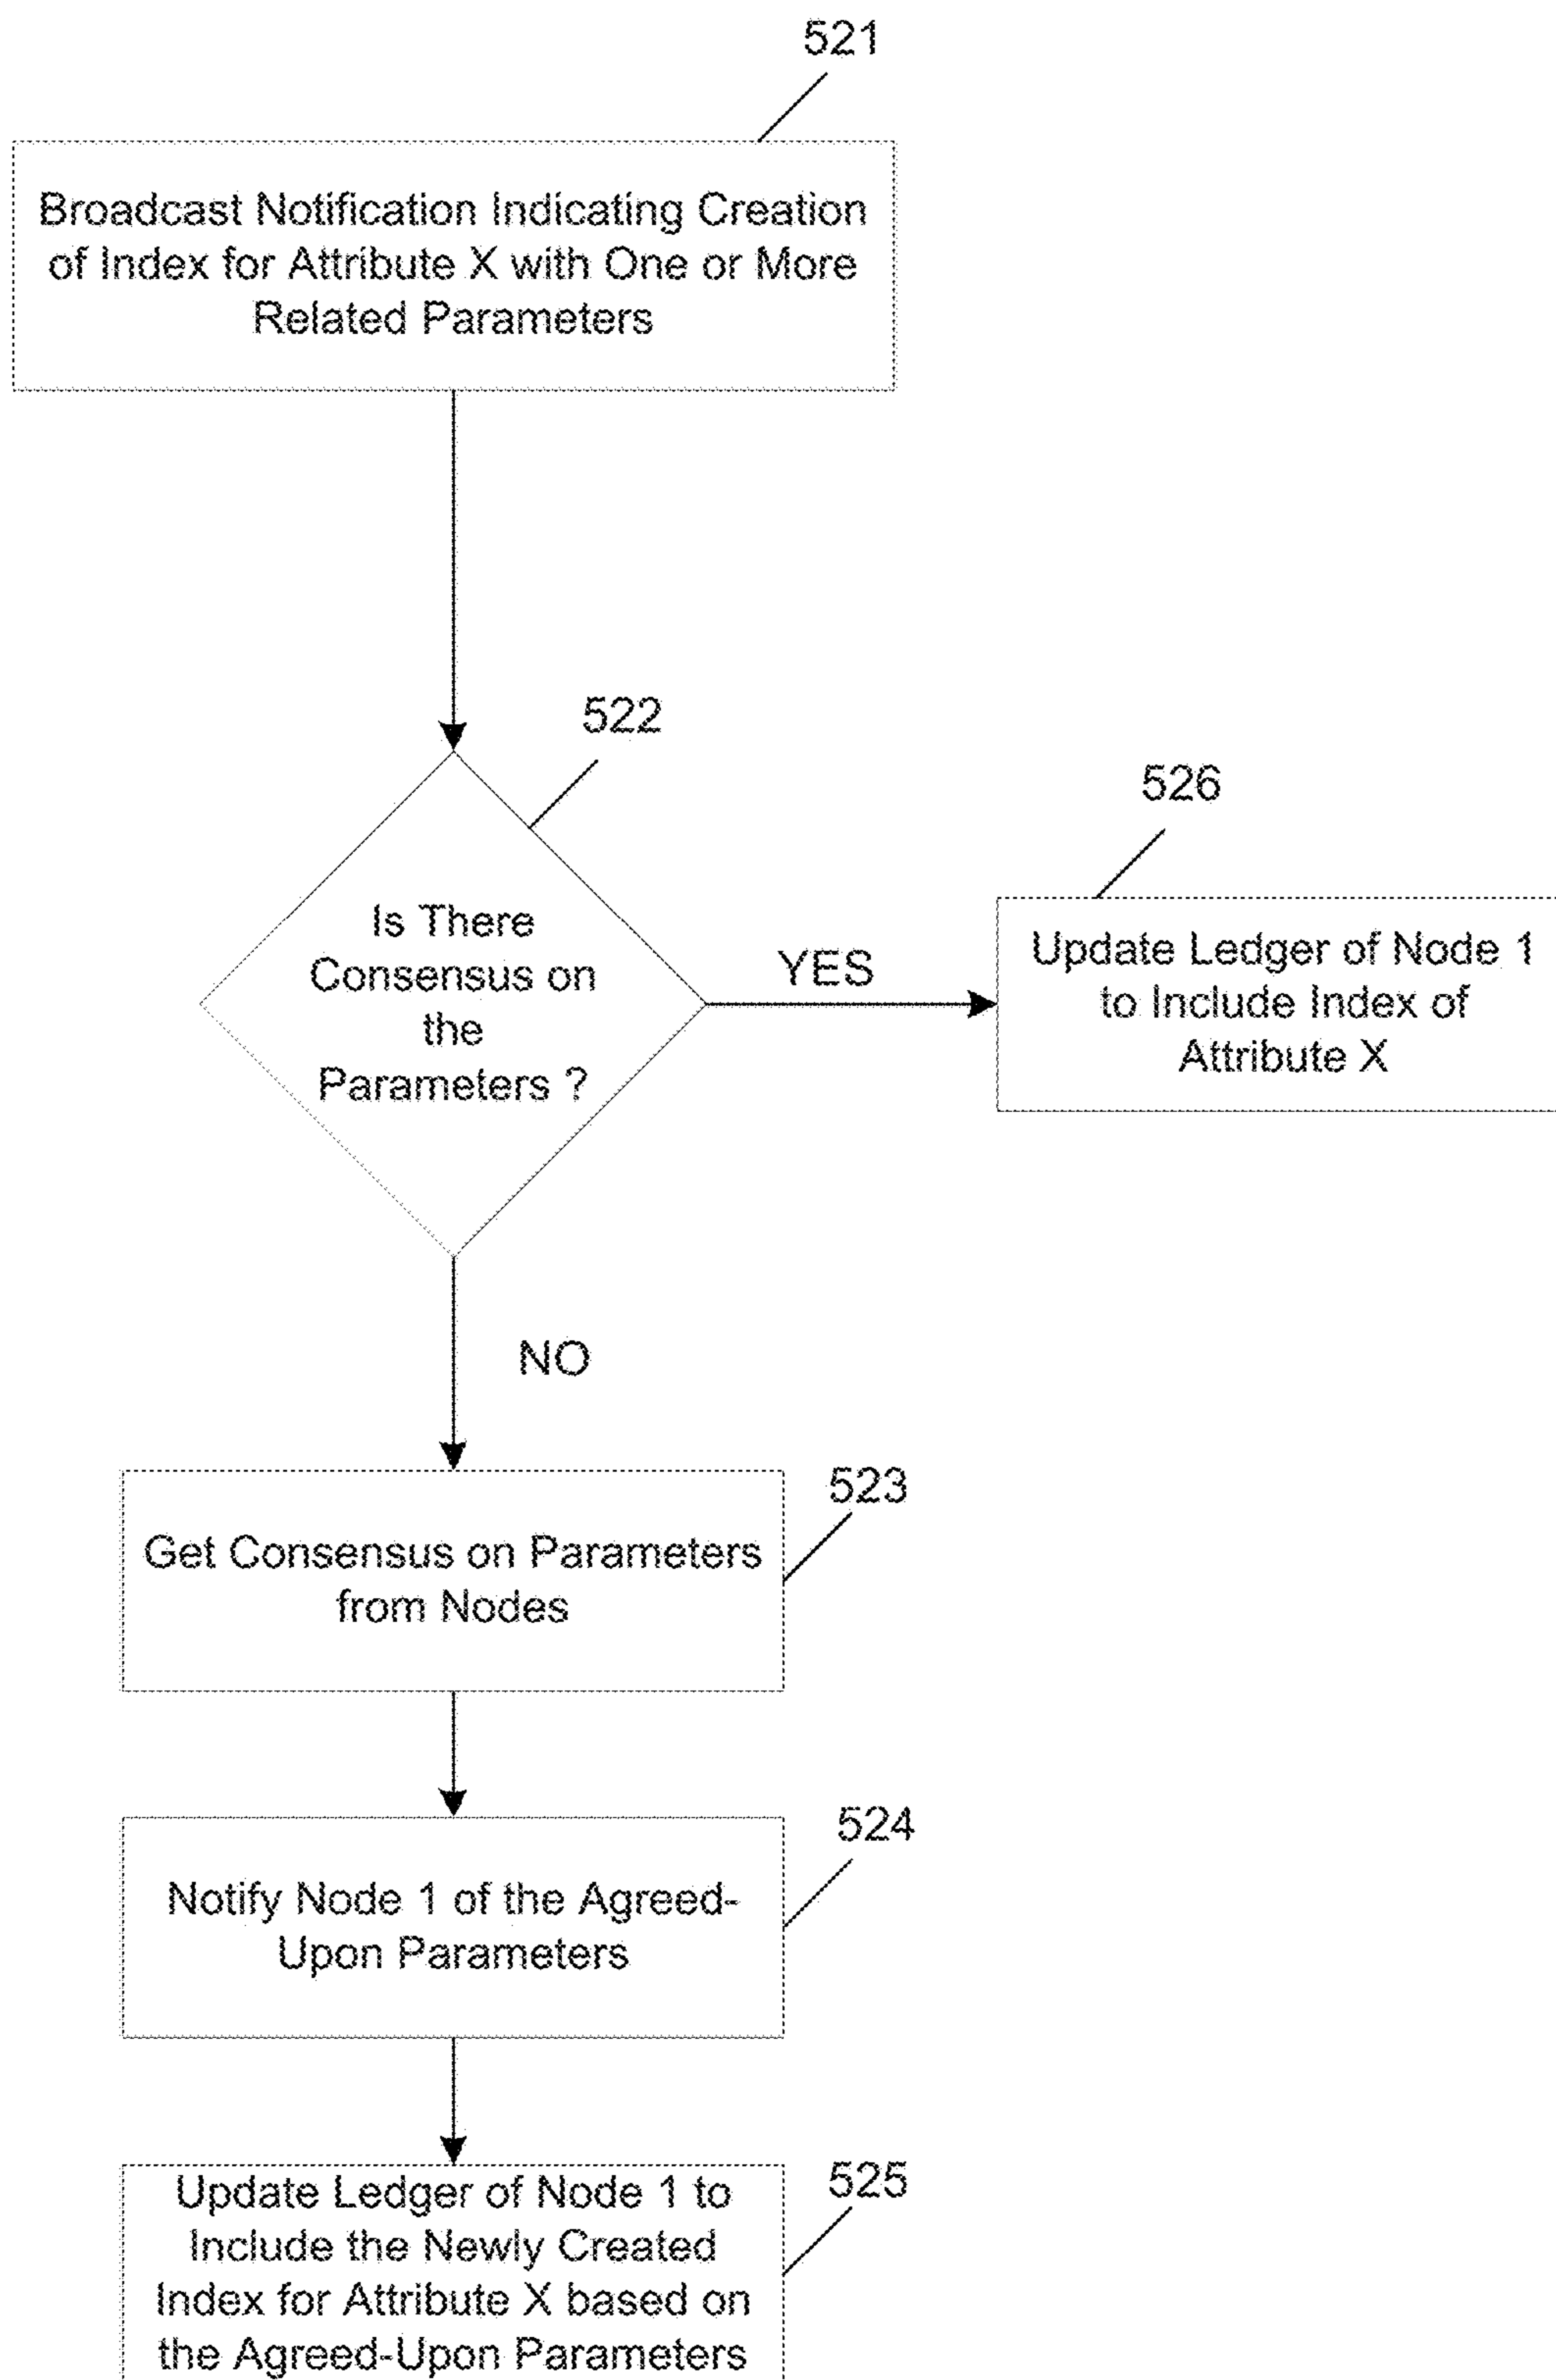 521
Broadcast Notification Indicating Creation
of Index for Attribute X with One or More
Related Parameters
522
Is There
Consensus on
the
Parameters ?
YES
526
Update Ledger of Node 1
to Include Index of
Attribute X
NO
523
Get Consensus on Parameters
from Nodes
524
Notify Node 1 of the Agreed-
Upon Parameters
525
Update Ledger of Node 1 to
Include the Newly Created
Index for Attribute X based on
the Agreed-Upon Parameters